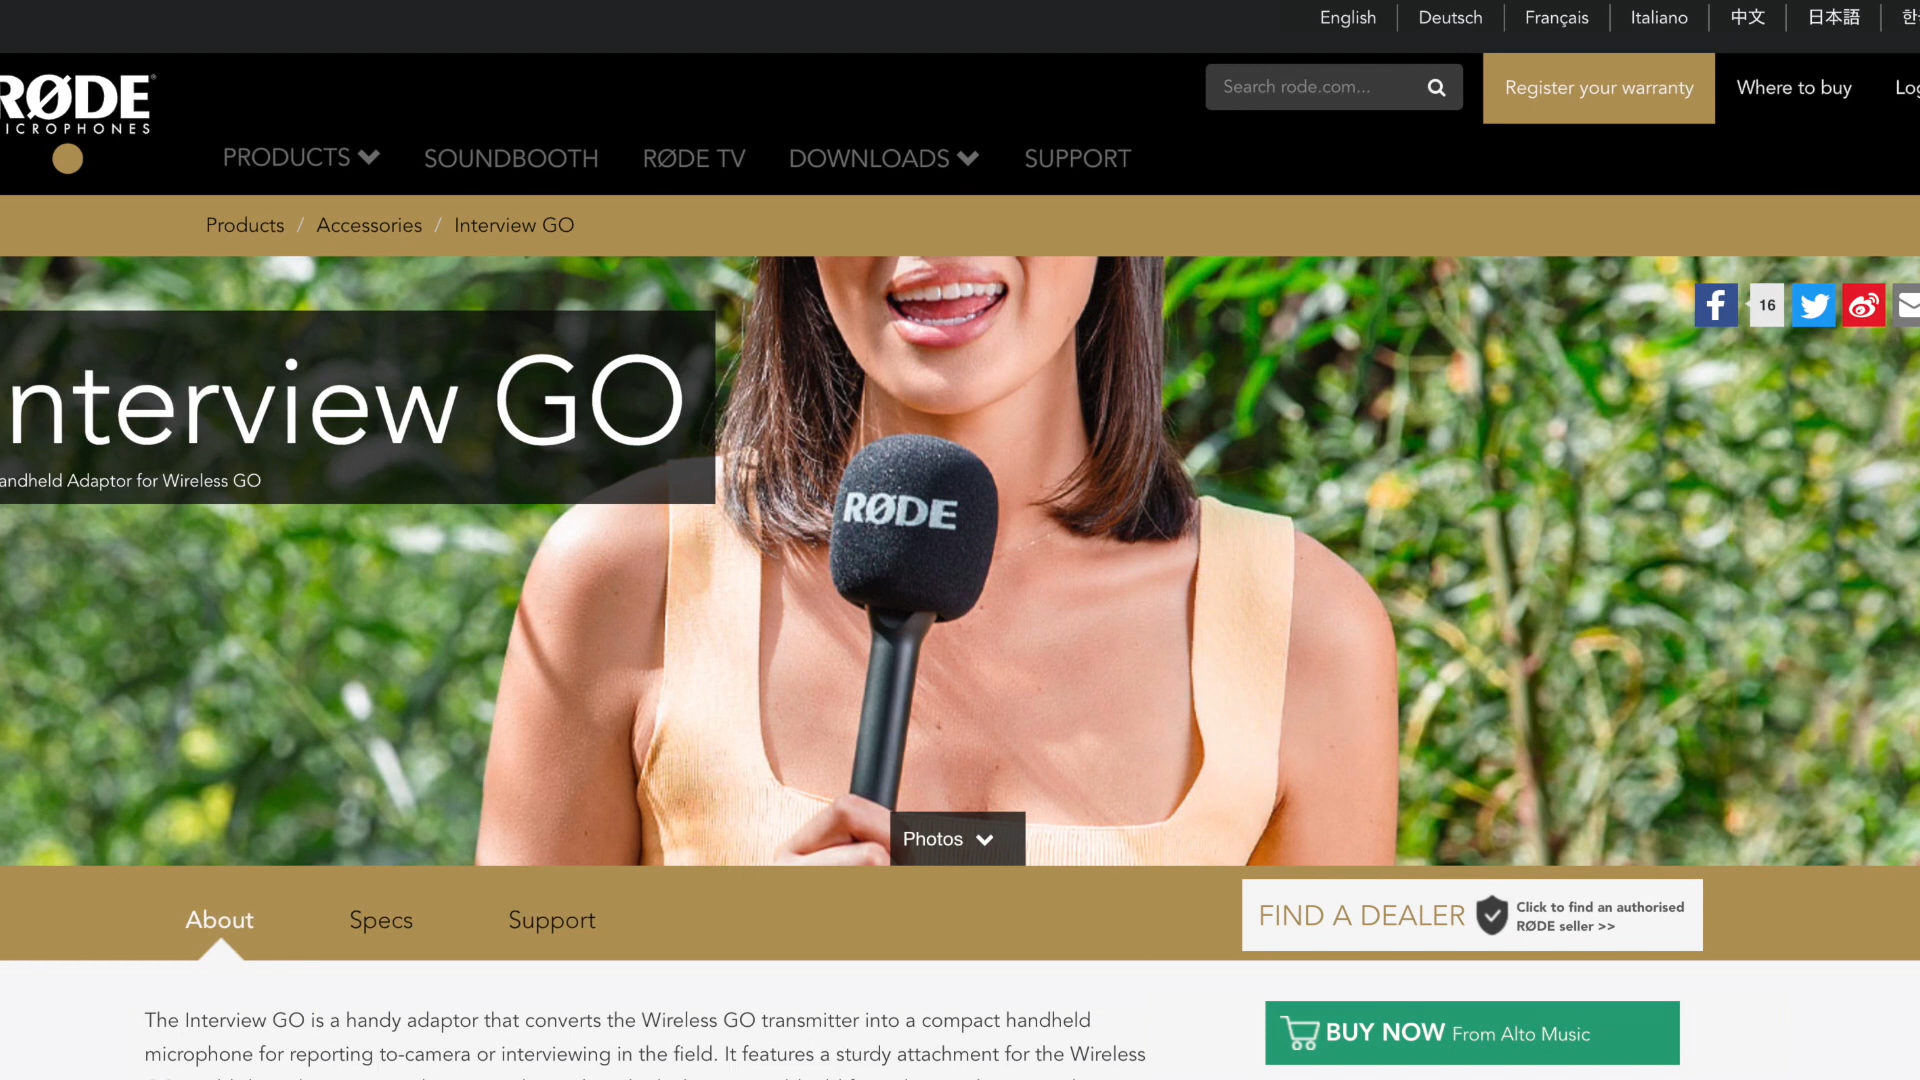 English Deutsch Français Italiano 中文 日本語
RØDE
MICROPHONES
Search rode.com...
Register your warranty
Where to buy
PRODUCTS SOUNDBOOTH RØDE TV DOWNLOADS SUPPORT
Products / Accessories / Interview GO
16
Interview GO
Handheld Adaptor for Wireless GO
RØDE
Photos
About Specs Support
FIND A DEALER
Click to find an authorised
RØDE seller >>
The Interview GO is a handy adaptor that converts the Wireless GO transmitter into a compact handheld
microphone for reporting to-camera or interviewing in the field. It features a sturdy attachment for the Wireless
BUY NOW From Alto Music